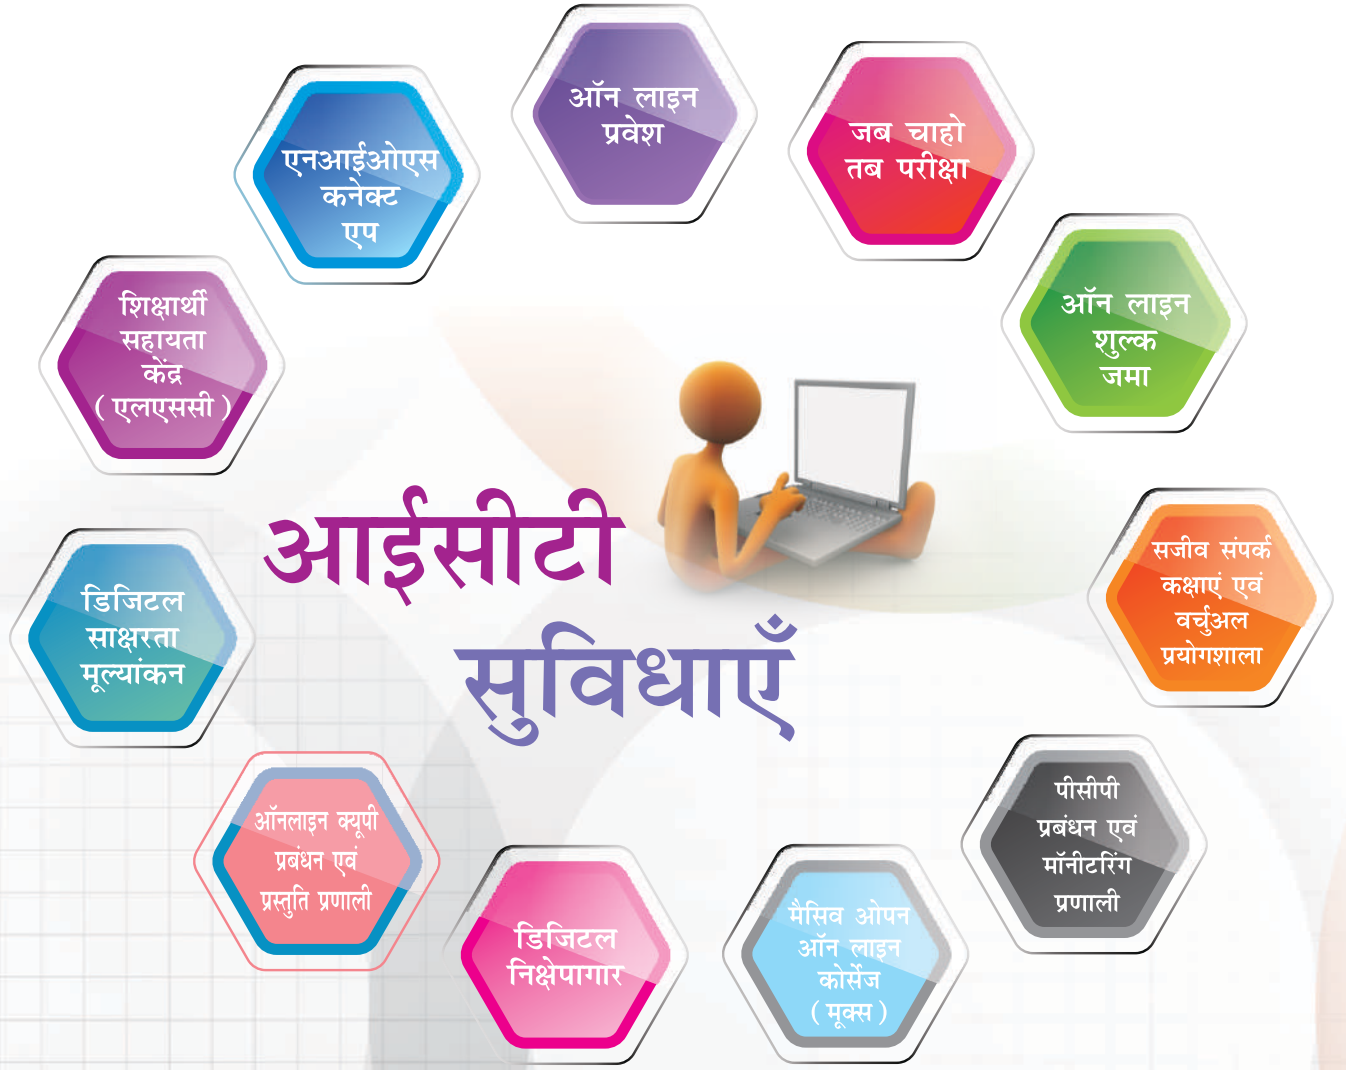 ऑन लाइन
प्रवेश
जब चाहो
तब परीक्षा
ऑन लाइन
शुल्क
जमा
सजीव संपर्क
कक्षाएं एवं
वर्चुअल
प्रयोगशाला
पीसीपी
प्रबंधन एवं
मॉनीटरिंग
प्रणाली
मैसिव ओपन
ऑन लाइन
कोर्सेज
( मूक्स )
डिजिटल
निक्षेपागार
ऑनलाइन क्यूपी
प्रबंधन एवं
प्रस्तुति प्रणाली
डिजिटल
साक्षरता
मूल्यांकन
शिक्षार्थी
सहायता
केंद्र
( एलएससी )
एनआईओएस
कनेक्ट
एप
आईसीटी
सुविधाएँ